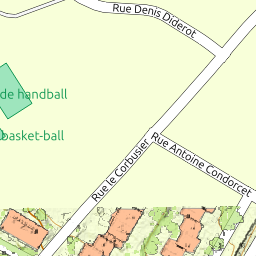 Rue Denis Diderot
de handball
basket-ball
Rue le Corbusier
Rue Antoine Condorcet